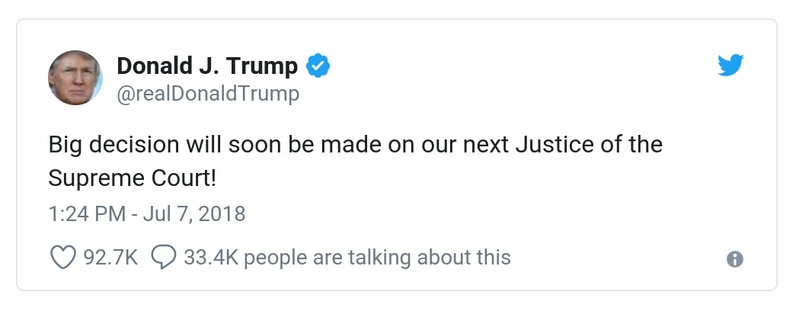 Donald J. Trump
@realDonaldTrump
Big decision will soon be made on our next Justice of the
Supreme Court!
1:24 PM - Jul 7, 2018
92.7K 33.4K people are talking about this